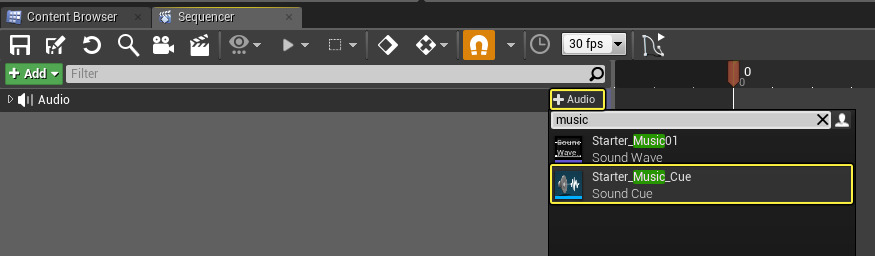 Content Browser
Sequencer
30 fps
Add
Filter
0
0
Audio
Audio
music
Starter_Music01
Sound Wave
Sound
Wave
Starter_Music_Cue
Sound Cue